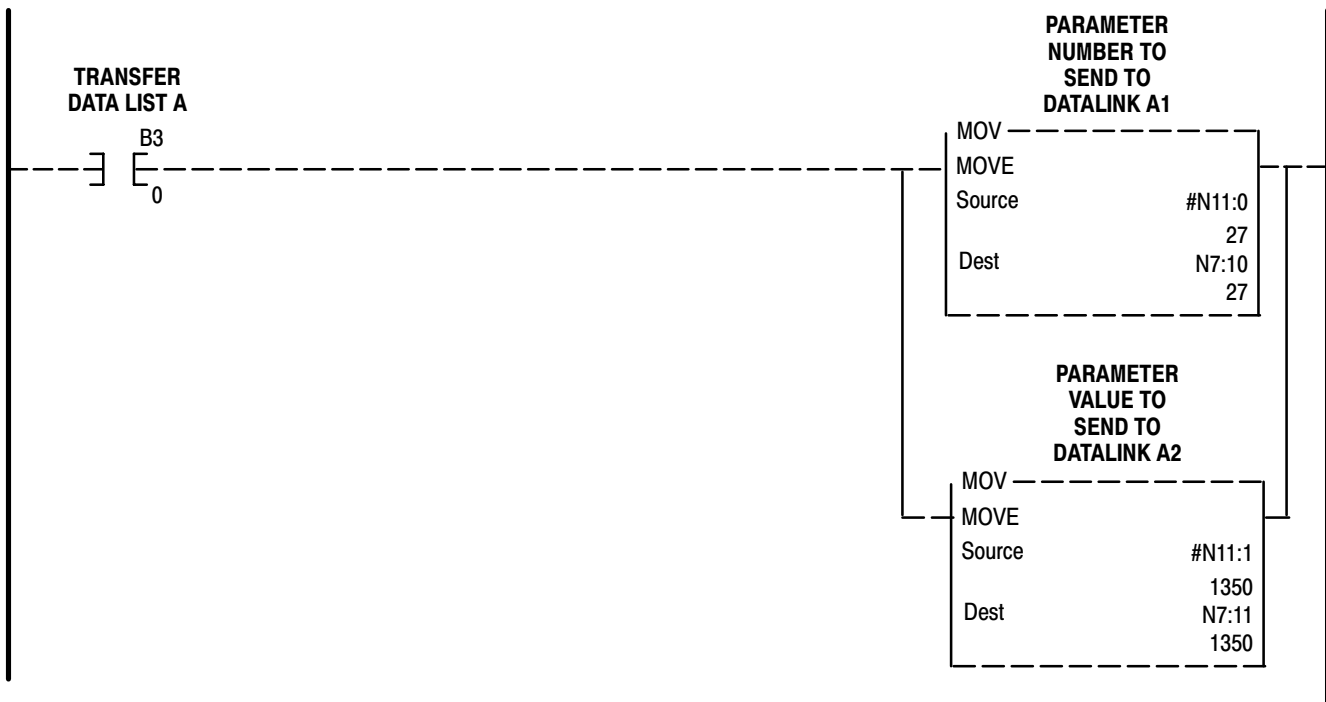 PARAMETER
NUMBER TO
SEND TO
DATALINK A1
TRANSFER
DATA LIST A
B3
0
MOV
MOVE
Source #N11:0
27
Dest N7:10
27
PARAMETER
VALUE TO
SEND TO
DATALINK A2
MOV
MOVE
Source #N11:1
1350
Dest N7:11
1350